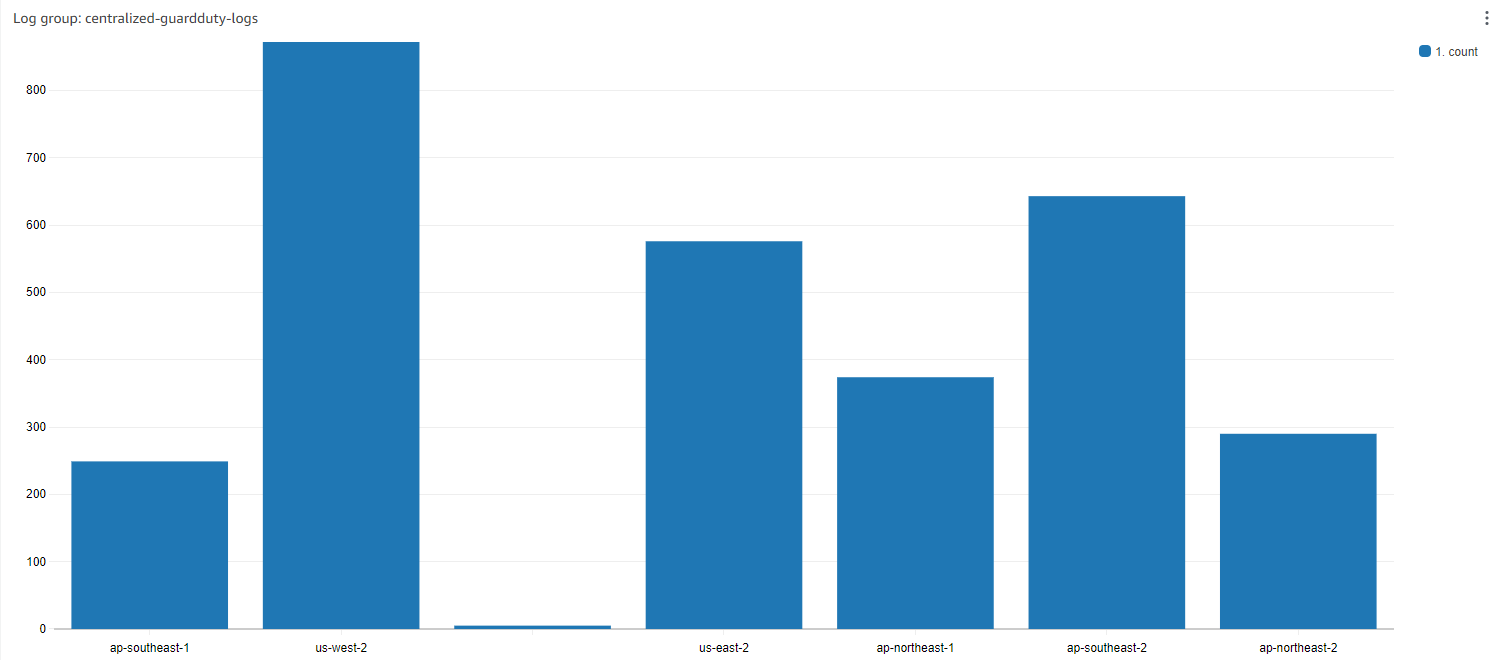 Log group: centralized-guardduty-logs
1. count
800
700
600
500
400
300
200
100
0
ap-southeast-1
us-west-2
us-east-2
ap-northeast-1
ap-southeast-2
ap-northeast-2